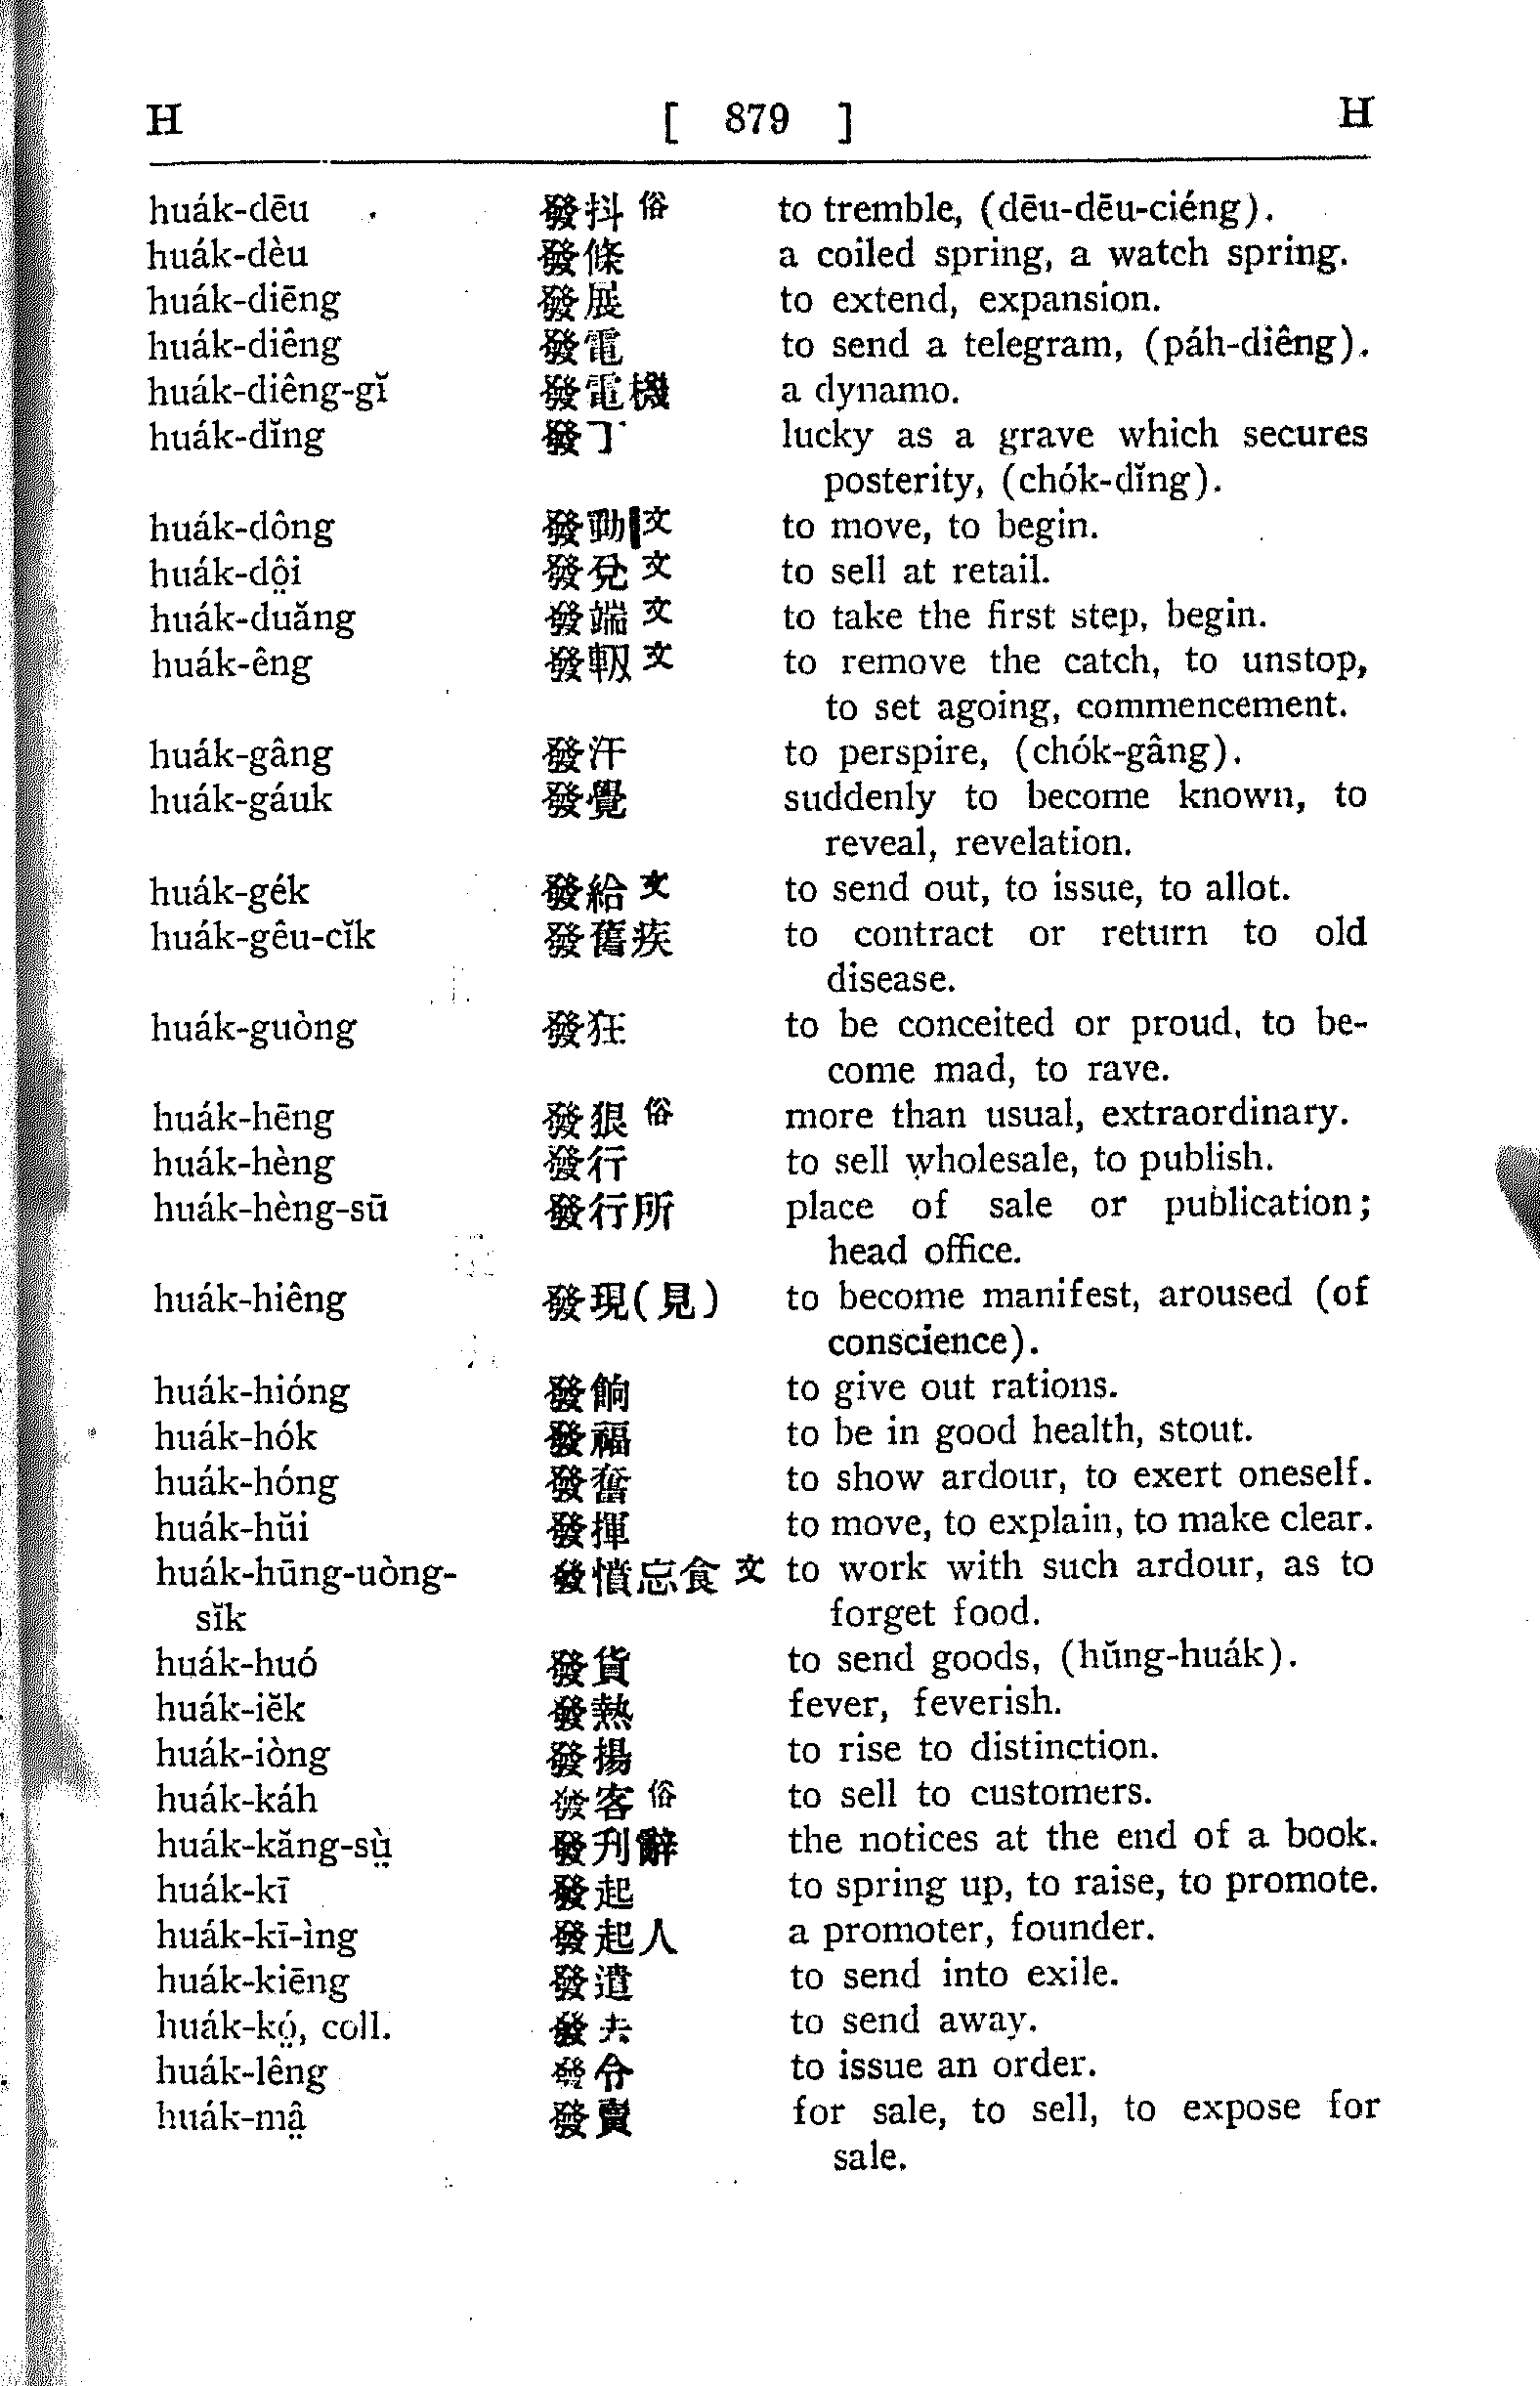 H [ 879 ] H
huák-dēu 發抖俗 to tremble, (dēu-dēu-ciéng).
huák-dèu 發條 a coiled spring, a watch spring.
huák-diēng 發展 to extend, expansion.
huák-diêng 發電 to send a telegram, (páh-diêng).
huák-diêng-gĭ 發電機 a dynamo.
huák-dĭng 發丁 lucky as a grave which secures
posterity, (chók-dĭng).
huák-dông 發動文 to move, to begin.
huák-dô̤i 發兌文 to sell at retail.
huák-duăng 發端文 to take the first step, begin.
huák-êng 發軔文 to remove the catch, to unstop,
to set agoing, commencement.
huák-gâng 發汗 to perspire, (chók-gâng).
huák-gáuk 發覺 suddenly to become known, to
reveal, revelation.
huák-gék 發給文 to send out, to issue, to allot.
huák-gêu-cĭk 發舊疾 to contract or return to old
disease.
huák-guòng 發狂 to be conceited or proud, to be-
come mad, to rave.
huák-hēng 發狠俗 more than usual, extraordinary.
huák-hèng 發行 to sell wholesale, to publish.
huák-hèng-sū 發行所 place of sale or publication;
head office.
huák-hiêng 發現(見) to become manifest, aroused (of
conscience).
huák-hióng 發餉 to give out rations.
huák-hók 發福 to be in good health, stout.
huák-hóng 發奮 to show ardour, to exert oneself.
huák-hŭi 發揮 to move, to explain, to make clear.
huák-hūng-uòng- 發憤忘食文 to work with such ardour, as to
sĭk forget food.
huák-huó 發貨 to send goods, (hŭng-huák).
huák-iĕk 發熱 fever, feverish.
huák-iòng 發揚 to rise to distinction.
huák-káh 發客俗 to sell to customers.
huák-kăng-sṳ̀ 發刋辭 the notices at the end of a book.
huák-kī 發起 to spring up, to raise, to promote.
huák-kī-ìng 發起人 a promoter, founder.
huák-kiēng 發遣 to send into exile.
huák-kó̤, coll. 發去 to send away.
huák-lêng 發令 to issue an order.
huák-mâ̤ 發賣 for sale, to sell, to expose for
sale.